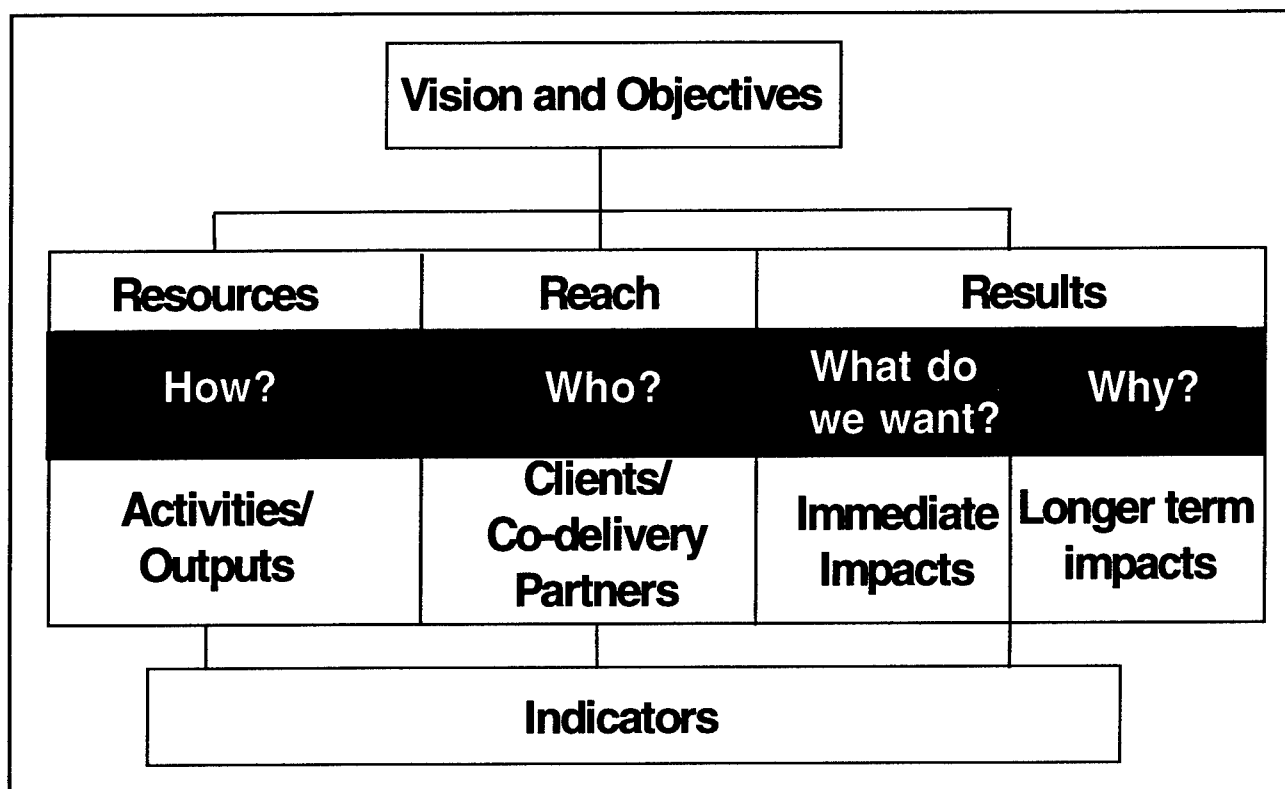 Vision and Objectives
Resources
Reach
Results
How?
Who?
What do
we want?
Why?
Activities/
Outputs
Clients/
Co-delivery
Partners
Immediate
Impacts
Longer term
impacts
Indicators